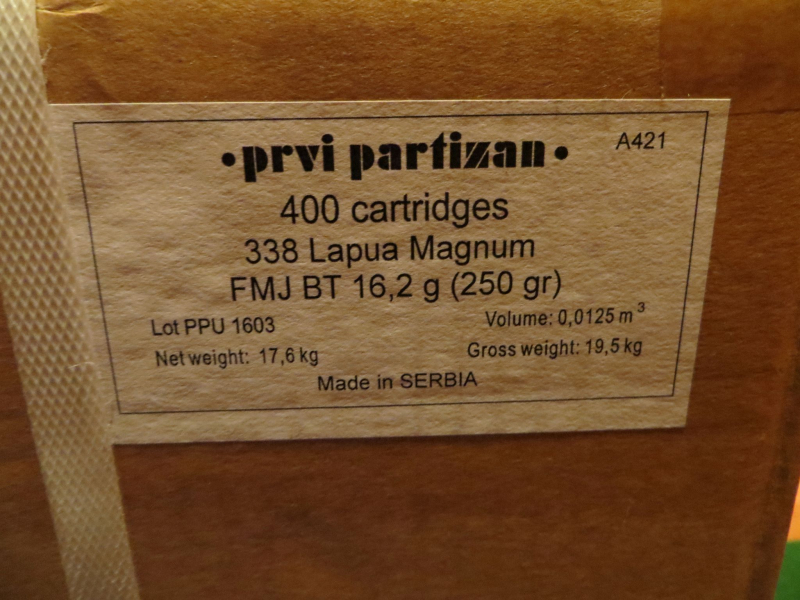 •prvi partizan•
A421
400 cartridges
338 Lapua Magnum
FMJ BT 16,2 g (250 gr)
Lot PPU 1603
Volume: 0,0125 m³
Net weight: 17,6 kg
Gross weight: 19,5 kg
Made in SERBIA